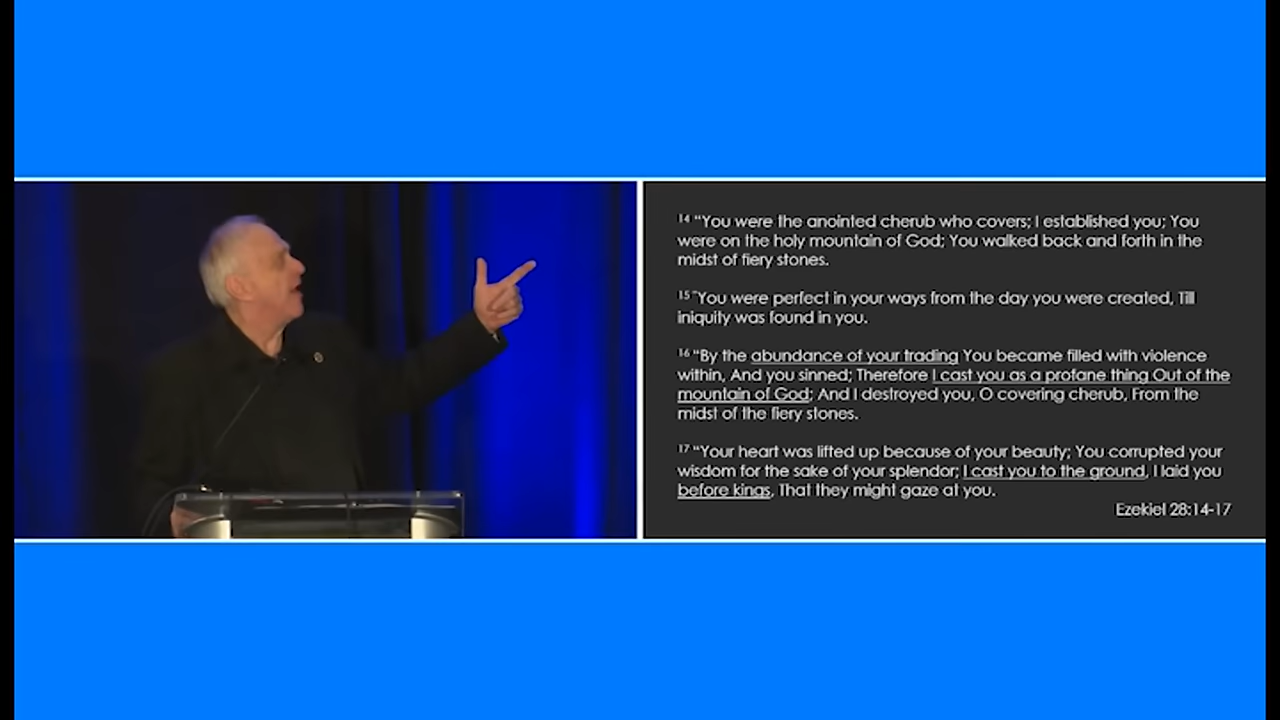 14 “You were the anointed cherub who covers; I established you; You
were on the holy mountain of God; You walked back and forth in the
midst of fiery stones.
15 “You were perfect in your ways from the day you were created, Till
iniquity was found in you.
16 “By the abundance of your trading You became filled with violence
within, And you sinned; Therefore I cast you as a profane thing Out of the
mountain of God; And I destroyed you, O covering cherub, From the
midst of the fiery stones.
17 “Your heart was lifted up because of your beauty; You corrupted your
wisdom for the sake of your splendor; I cast you to the ground, I laid you
before kings, That they might gaze at you.
Ezekiel 28:14-17